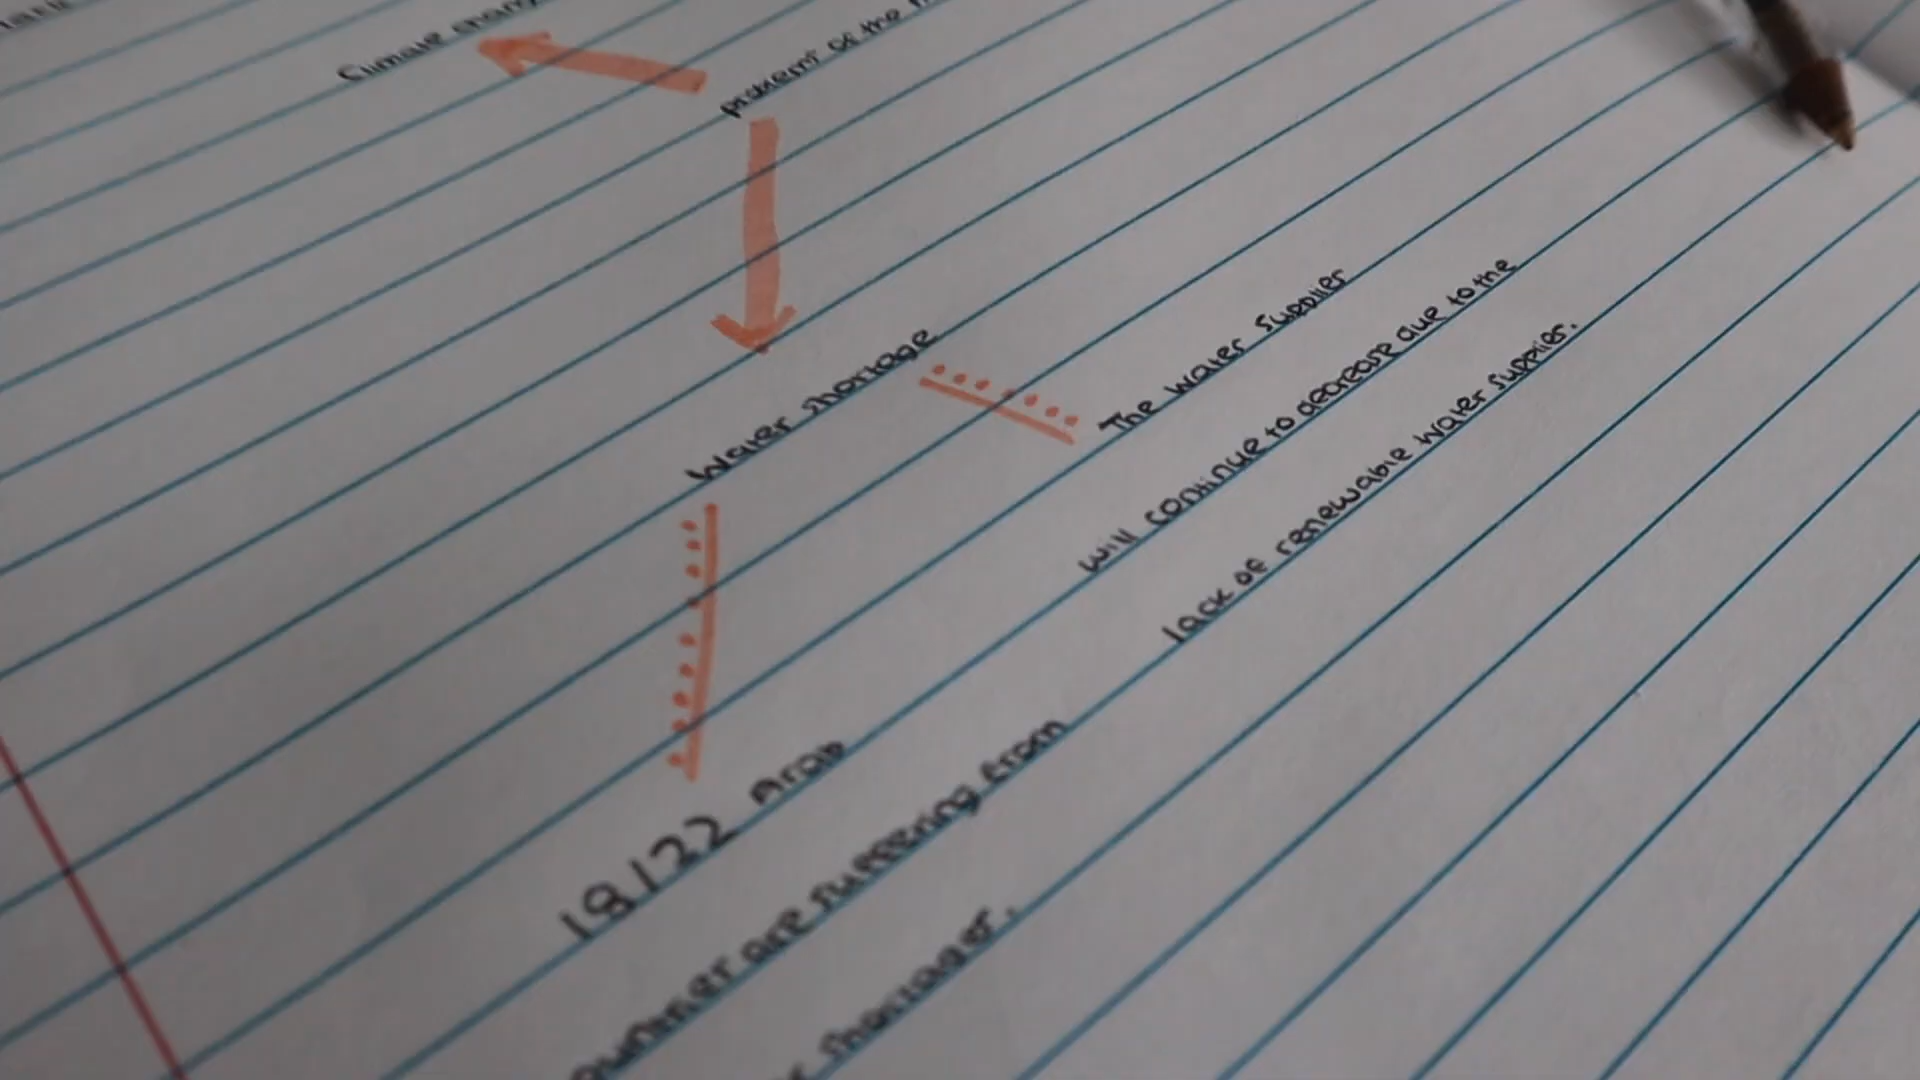 Climate
problems of the
Water shortage
The water supplies
will continue to decrease due to the
lack of renewable water supplies.
18/22 Arab
are suffering from
shortages.